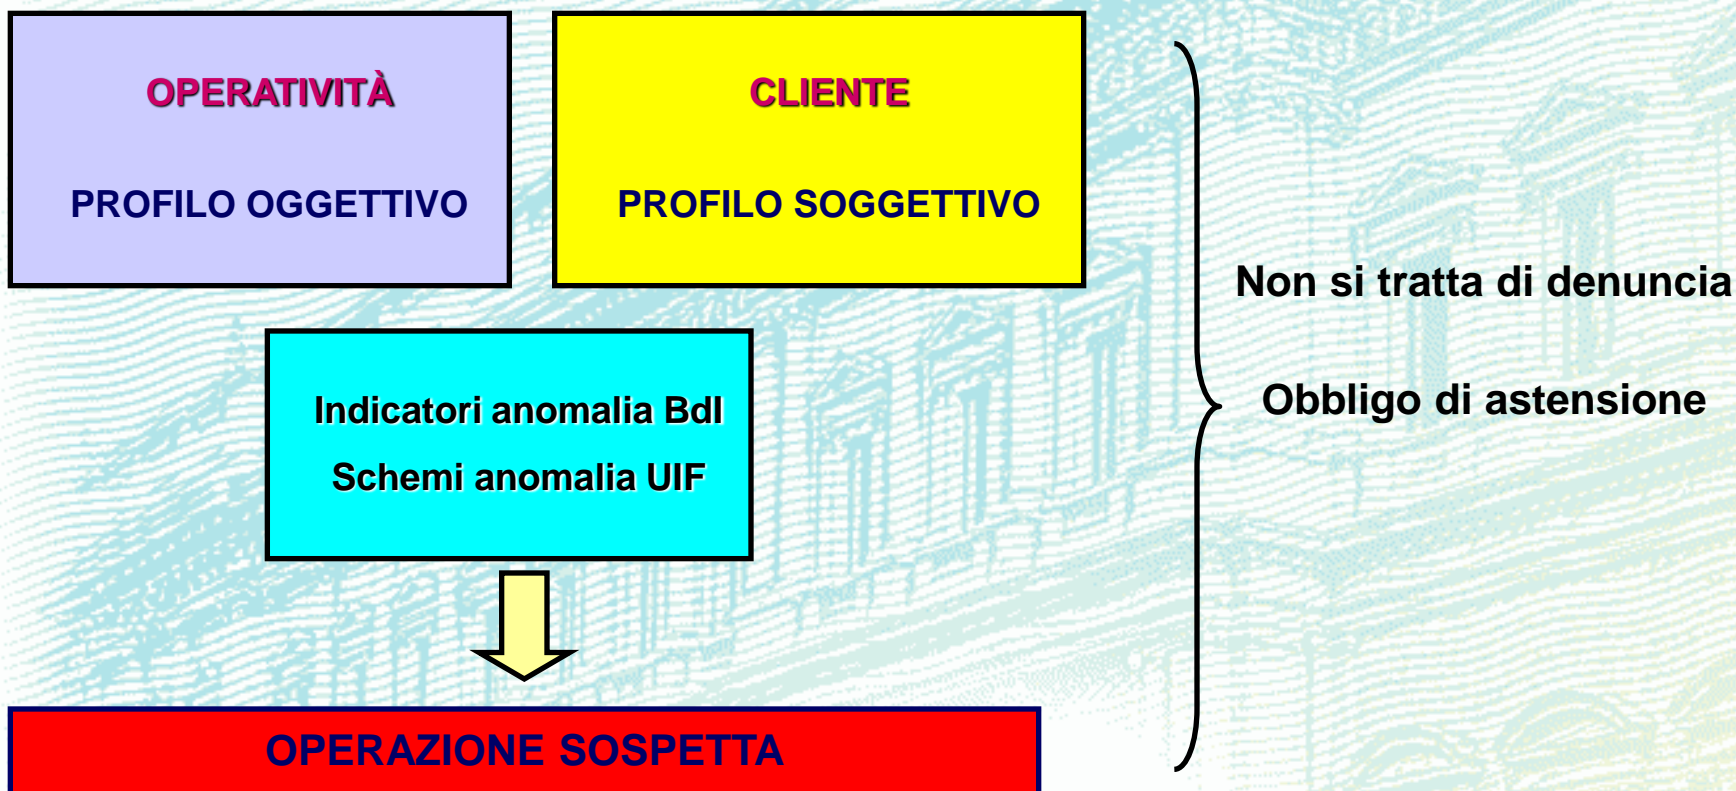 OPERATIVITÀ
PROFILO OGGETTIVO
CLIENTE
PROFILO SOGGETTIVO
Indicatori anomalia BdI
Schemi anomalia UIF
OPERAZIONE SOSPETTA
Non si tratta di denuncia
Obbligo di astensione